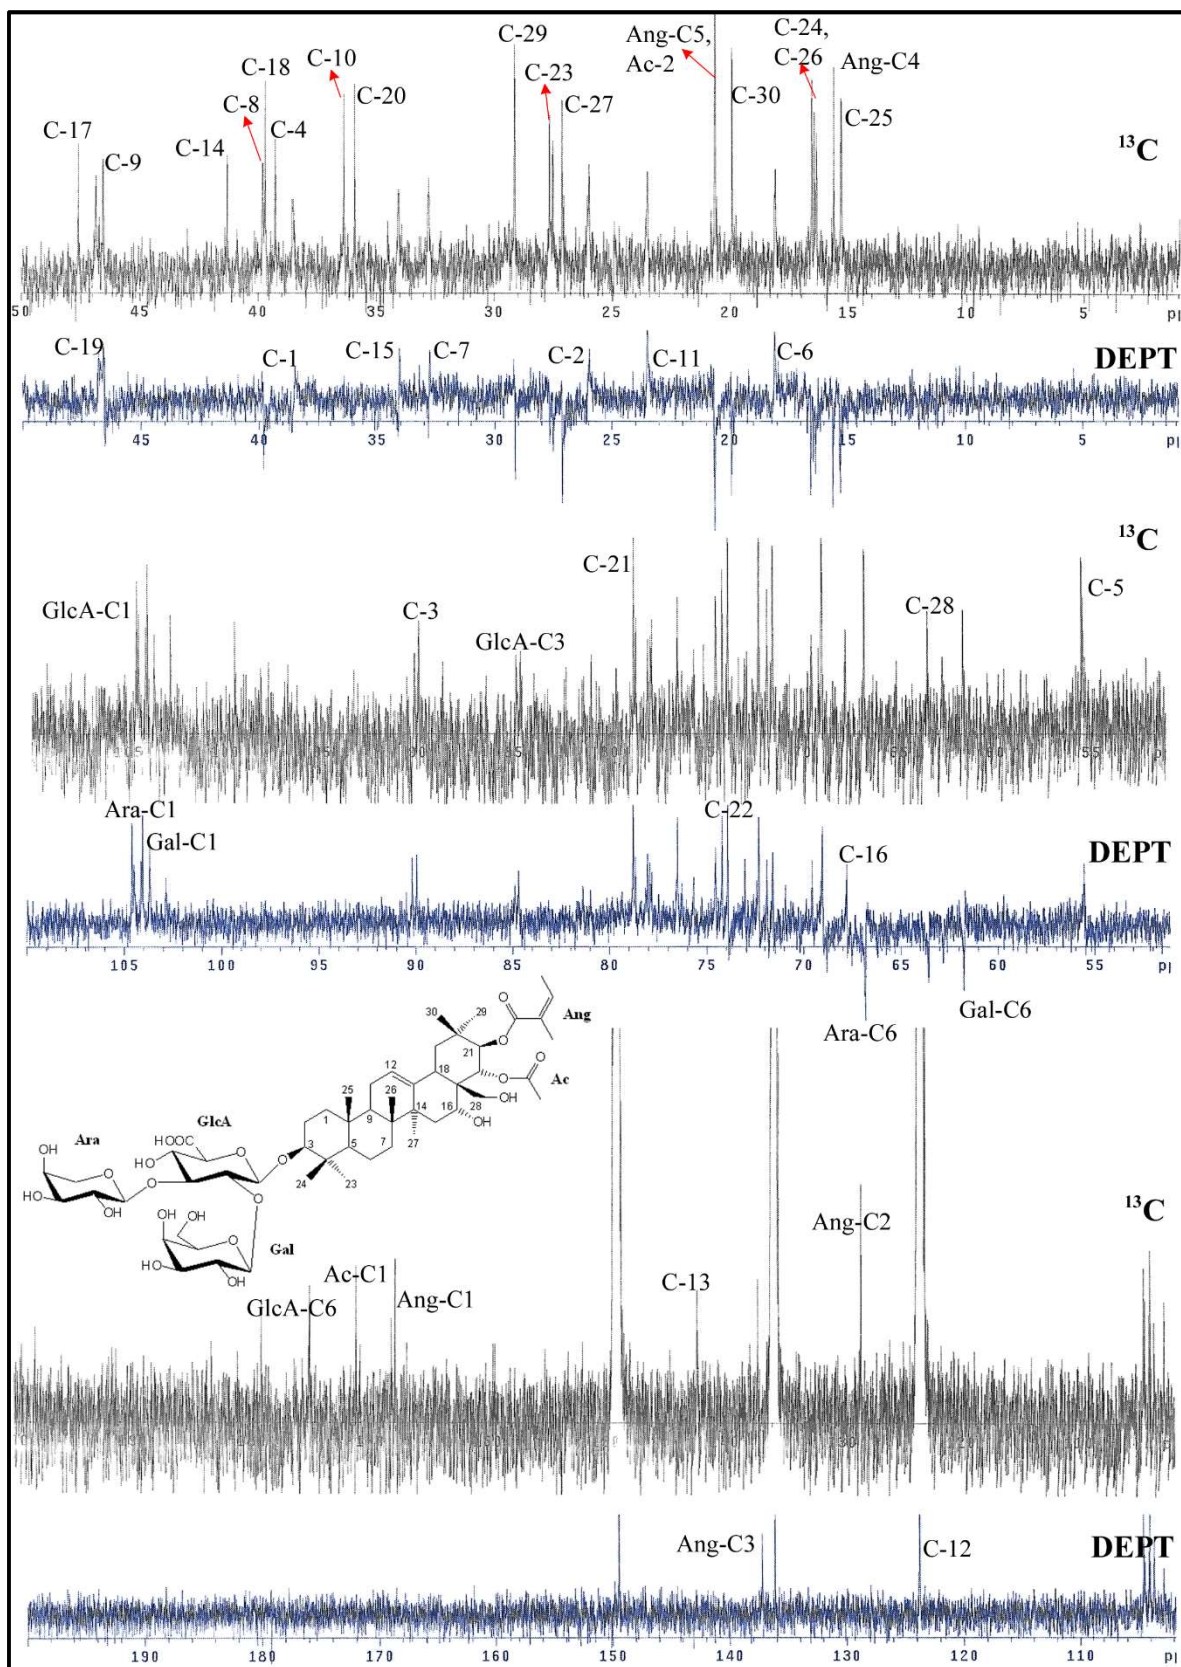 C-29
Ang-C5,
Ac-2
C-24,
C-26
Ang-C4
C-10
C-18
C-23
C-8
C-20
C-27
C-30
C-17
C-4
C-25
C-9
C-14
13C
50 45 40 35 30 25 20 15 10 5
C-19
C-1
C-15
C-7
C-2
C-11
C-6
DEPT
45 40 35 30 25 20 15 10 5
13C
C-21
C-5
GlcA-C1
C-3
C-28
GlcA-C3
Ara-C1
C-22
Gal-C1
C-16
DEPT
105 100 95 90 85 80 75 70 65 60 55
Ara-C6
Gal-C6
O
Ang
30
29
O
21
O
12
18
O
Ac
25
26
O
28
OH
GlcA
1
9
14
16
OH
Ara
HOOC
O
3
5
7
27
OH
HO
O
O
24
23
HO
OH
O
O
OH
OH
O
Gal
HO
OH
O
13C
Ang-C2
C-13
Ac-C1
GlcA-C6
Ang-C1
Ang-C3
C-12
DEPT
190 180 170 160 150 140 130 120 110